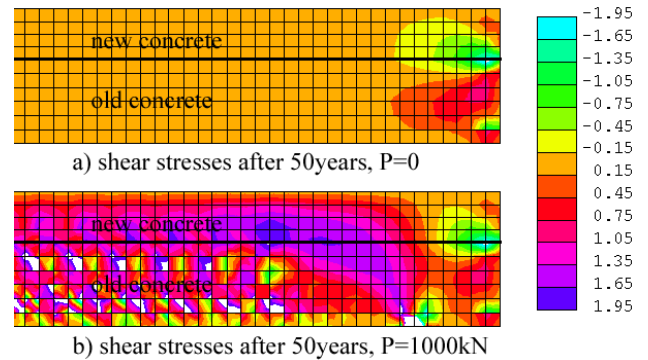 new concrete
old concrete
a) shear stresses after 50years, P=0
new concrete
old concrete
b) shear stresses after 50years, P=1000kN
-1.95
-1.65
-1.35
-1.05
-0.75
-0.45
-0.15
0.15
0.45
0.75
1.05
1.35
1.65
1.95